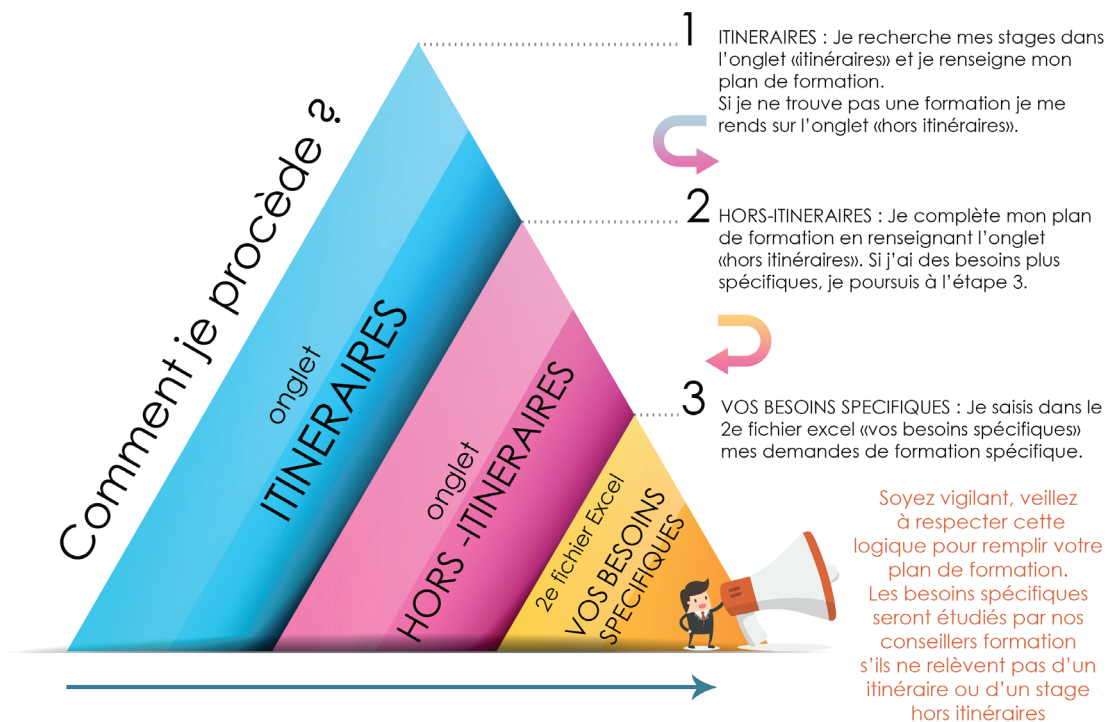 Comment je procède ?
onglet
ITINERAIRES
onglet
HORS -ITINERAIRES
2e fichier Excel
VOS BESOINS
SPECIFIQUES
1
ITINERAIRES : Je recherche mes stages dans
l'onglet «itinéraires» et je renseigne mon
plan de formation.
Si je ne trouve pas une formation je me
rends sur l'onglet «hors itinéraires».
2
HORS-ITINERAIRES : Je complète mon plan
de formation en renseignant l'onglet
«hors itinéraires». Si j'ai des besoins plus
spécifiques, je poursuis à l'étape 3.
3
VOS BESOINS SPECIFIQUES : Je saisis dans le
2e fichier excel «vos besoins spécifiques»
mes demandes de formation spécifique.
Soyez vigilant, veillez
à respecter cette
logique pour remplir votre
plan de formation.
Les besoins spécifiques
seront étudiés par nos
conseillers formation
s'ils ne relèvent pas d'un
itinéraire ou d'un stage
hors itinéraires